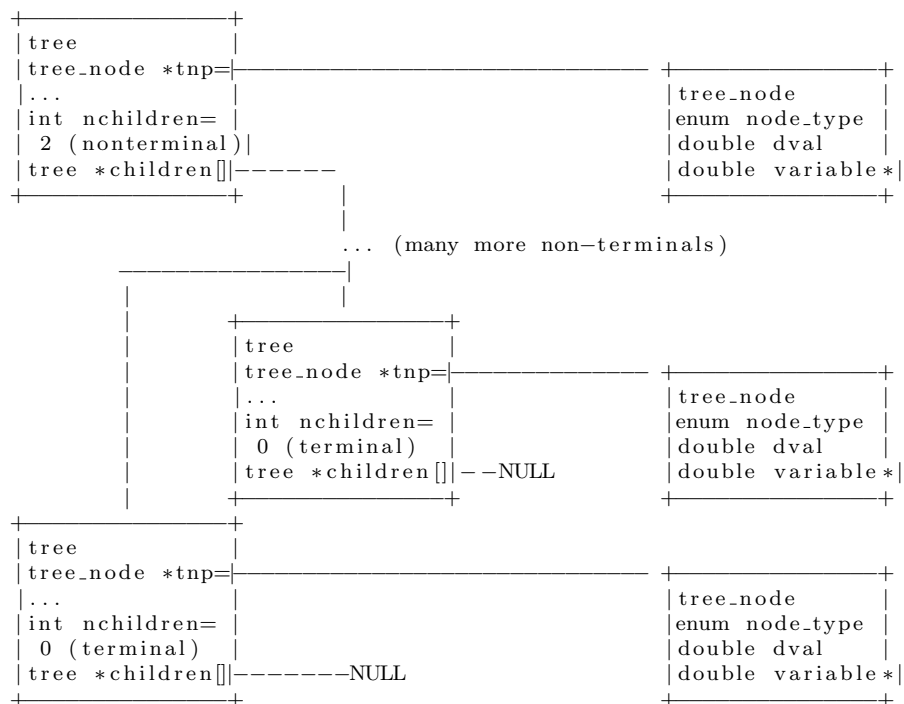 +———————————+
|tree |
|tree_node *tnp=|—————————————————————— +———————————+
|... | |tree_node |
|int nchildren= | |enum node_type |
| 2 (nonterminal)| |double dval |
|tree *children[]|−−−−−− |double variable*|
+———————————+ | +———————————+
|
... (many more non−terminals)
————————————|
| |
| +———————————+
| |tree |
| |tree_node *tnp=|—————————— +———————————+
| |... | |tree_node |
| |int nchildren= | |enum node_type |
| | 0 (terminal) | |double dval |
| |tree *children[]|−−NULL |double variable*|
| +———————————+ +———————————+
+———————————+
|tree |
|tree_node *tnp=|—————————————————————— +———————————+
|... | |tree_node |
|int nchildren= | |enum node_type |
| 0 (terminal) | |double dval |
|tree *children[]|−−−−−−−NULL |double variable*|
+———————————+ +———————————+